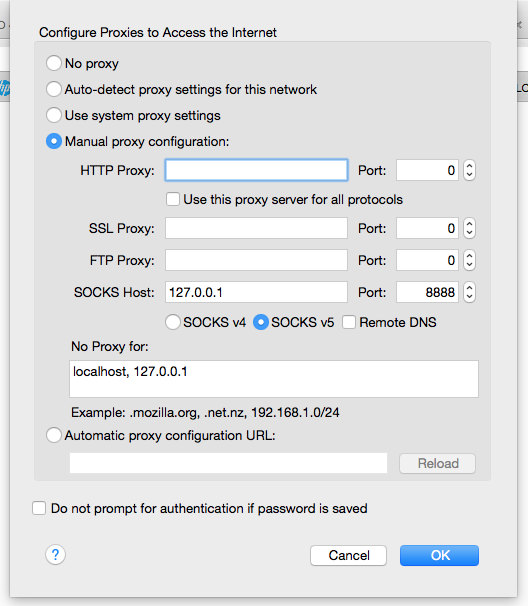 Configure Proxies to Access the Internet
No proxy
Auto-detect proxy settings for this network
Use system proxy settings
Manual proxy configuration:
HTTP Proxy: Port: 0
Use this proxy server for all protocols
SSL Proxy: Port: 0
FTP Proxy: Port: 0
SOCKS Host: 127.0.0.1 Port: 8888
SOCKS v4 SOCKS v5 Remote DNS
No Proxy for:
localhost, 127.0.0.1
Example: .mozilla.org, .net.nz, 192.168.1.0/24
Automatic proxy configuration URL:
Reload
Do not prompt for authentication if password is saved
? Cancel OK